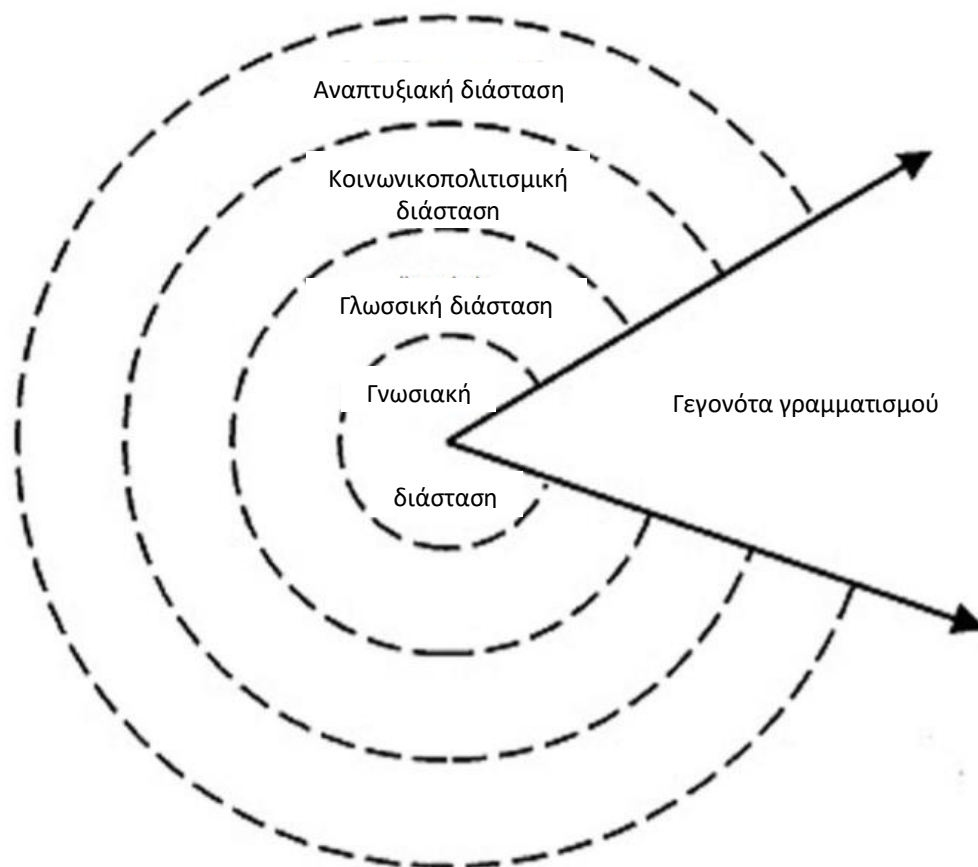 Αναπτυξιακή διάσταση
Κοινωνικοπολιτισμική
διάσταση
Γλωσσική διάσταση
Γνωσιακή
Γεγονότα γραμματισμού
διάσταση